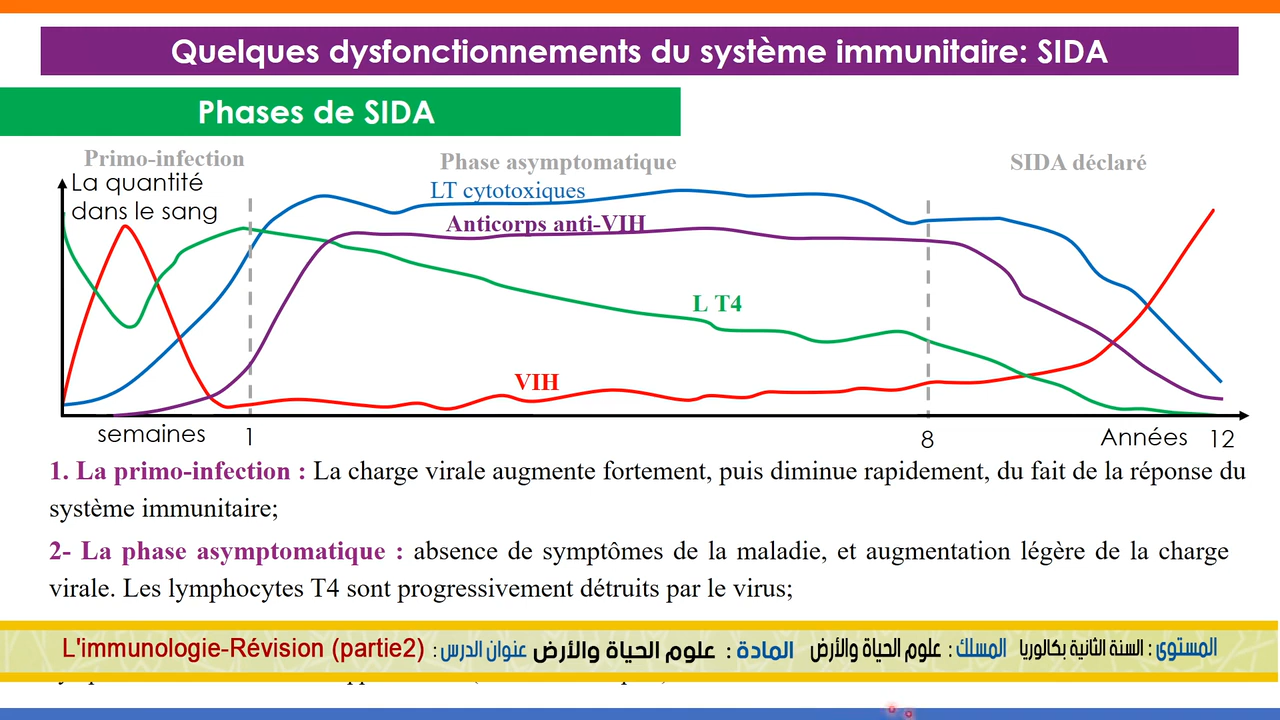 Quelques dysfonctionnements du système immunitaire: SIDA
Phases de SIDA
Primo-infection
Phase asymptomatique
SIDA déclaré
La quantité
dans le sang
LT cytotoxiques
Anticorps anti-VIH
L T4
VIH
semaines 1 8 Années 12
1. La primo-infection : La charge virale augmente fortement, puis diminue rapidement, du fait de la réponse du
système immunitaire;
2- La phase asymptomatique : absence de symptômes de la maladie, et augmentation légère de la charge
virale. Les lymphocytes T4 sont progressivement détruits par le virus;
المستوى : السنة الثانية بكالوريا المسلك : علوم الحياة والأرض المادة : علوم الحياة والأرض عنوان الدرس : L'immunologie-Révision (partie2)